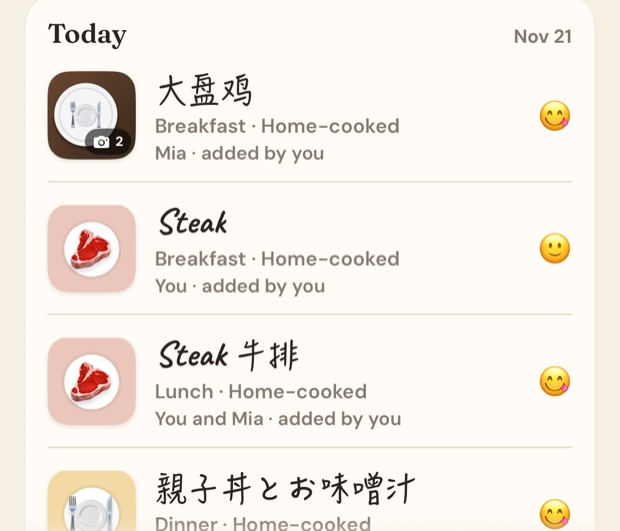 Today
Nov 21
大盘鸡
Breakfast · Home-cooked
Mia · added by you
2
Steak
Breakfast · Home-cooked
You · added by you
Steak 牛排
Lunch · Home-cooked
You and Mia · added by you
親子丼とお味噌汁
Dinner · Home-cooked